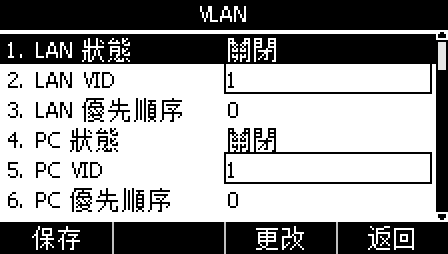 VLAN
1. LAN 狀態 關閉
2. LAN VID 1
3. LAN 優先順序 0
4. PC 狀態 關閉
5. PC VID 1
6. PC 優先順序 0
保存 更改 返回